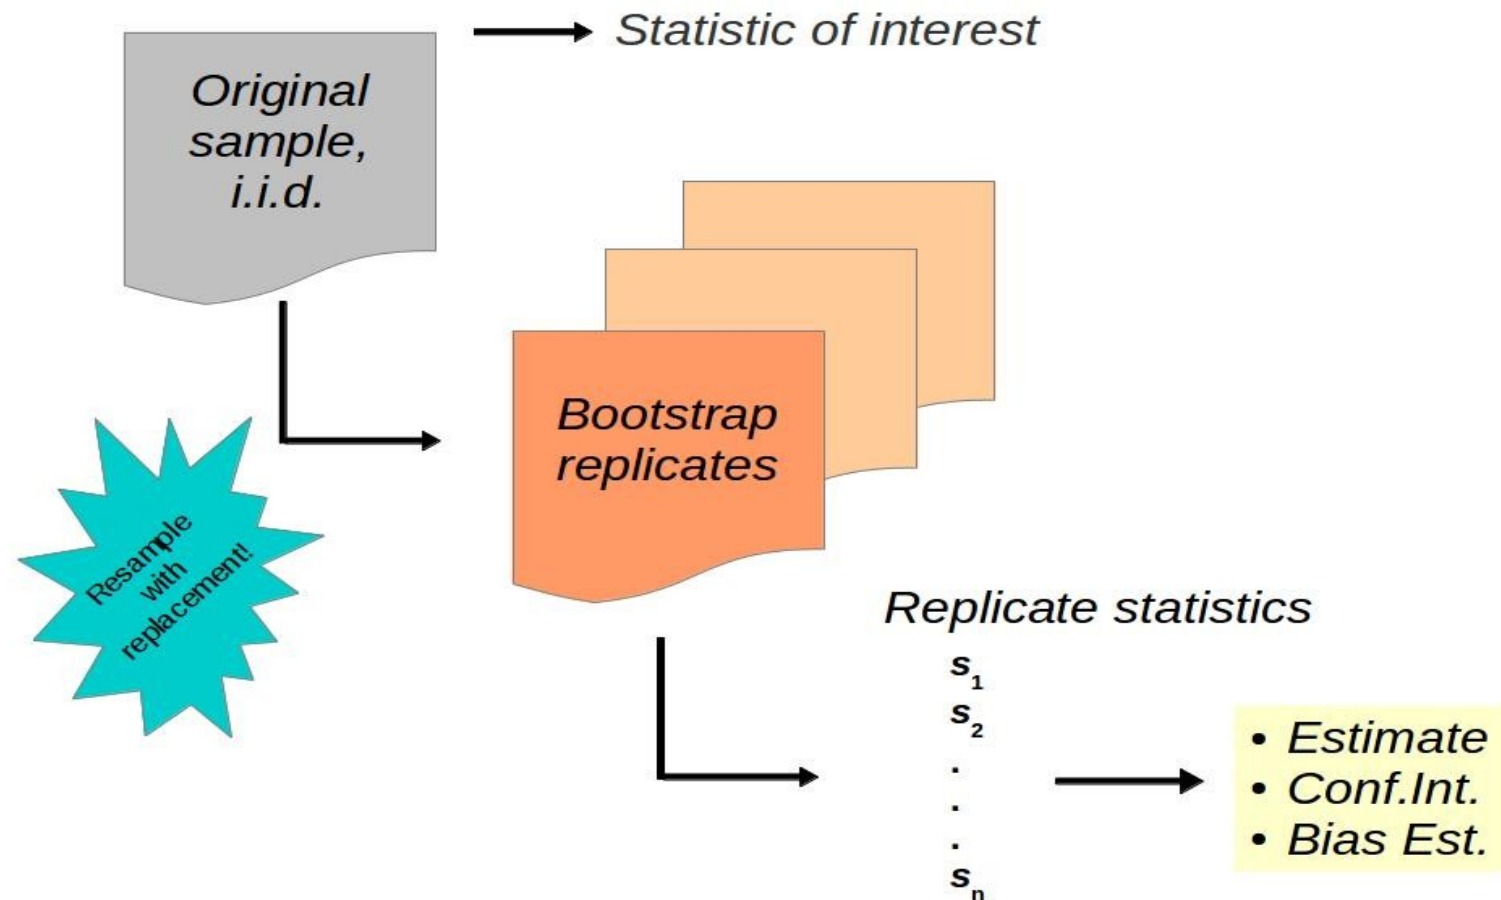 Statistic of interest
Original
sample,
i.i.d.
Bootstrap
replicates
Resample
with
replacement!
Replicate statistics
s1
s2
.
.
.
sn
• Estimate
• Conf.Int.
• Bias Est.